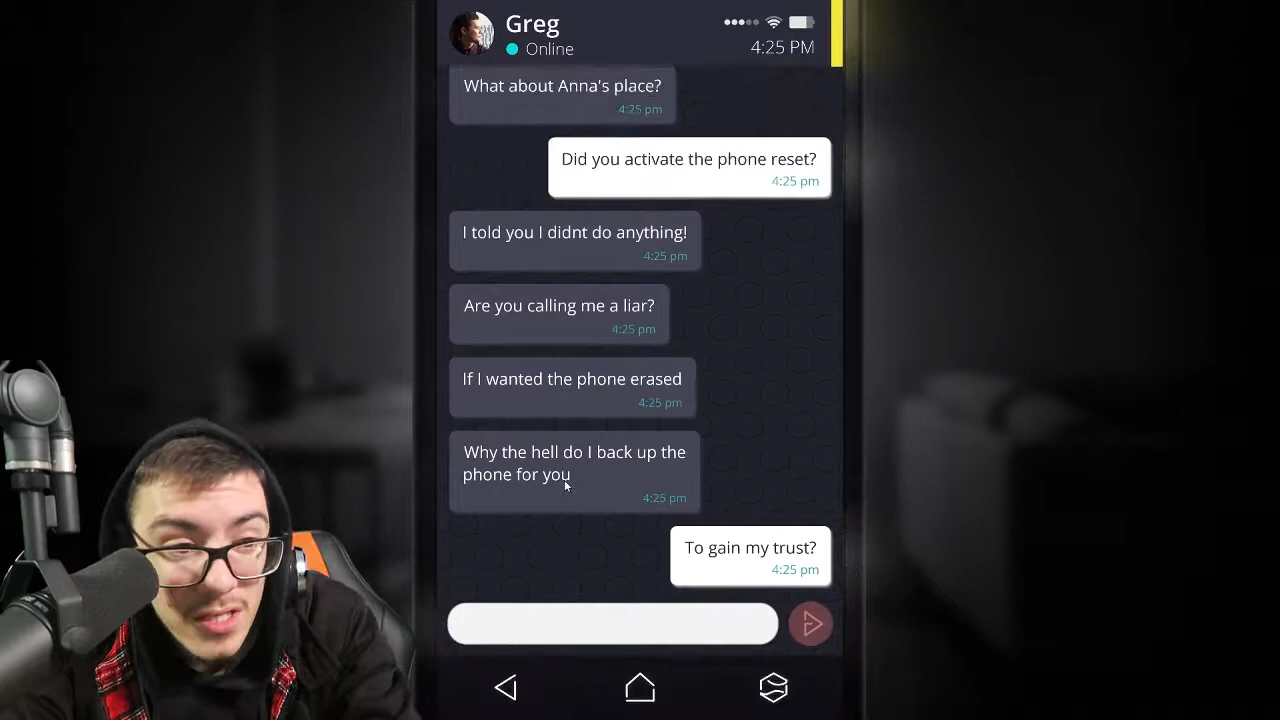 Greg
Online
4:25 PM
What about Anna's place?
4:25 pm
Did you activate the phone reset?
4:25 pm
I told you I didnt do anything!
4:25 pm
Are you calling me a liar?
4:25 pm
If I wanted the phone erased
4:25 pm
Why the hell do I back up the
phone for you
4:25 pm
To gain my trust?
4:25 pm